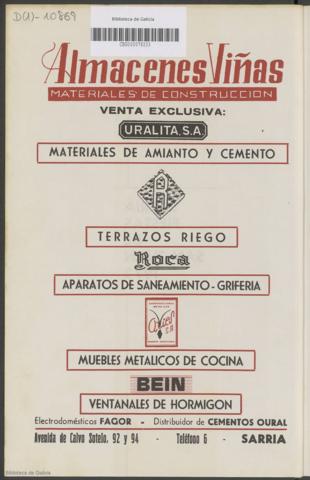 D(1)-10869
Biblioteca de Galicia
Almacenes Viñas
MATERIALES DE CONSTRUCCION
VENTA EXCLUSIVA:
URALITA, S.A.
MATERIALES DE AMIANTO Y CEMENTO
R
TERRAZOS RIEGO
Roca
APARATOS DE SANEAMIENTO - GRIFERIA
MUEBLES METALICOS DE COCINA
BEIN
VENTANALES DE HORMIGON
Electrodomésticos FAGOR - Distribuidor de CEMENTOS OURAL
Avenida de Calvo Sotelo, 92 y 94 - Teléfono 6 - SARRIA
Biblioteca de Galicia